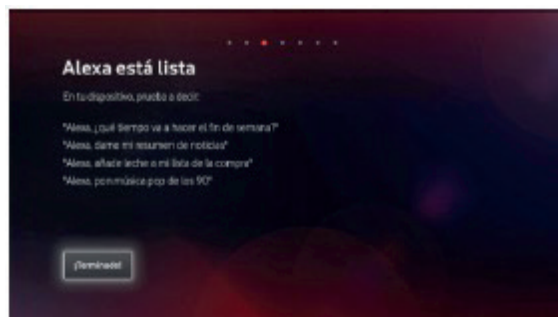 Alexa está lista
En tu dispositivo, prueba a decir:
"Alexa, ¿qué tiempo va a hacer el fin de semana?"
"Alexa, dame mi resumen de noticias"
"Alexa, añade leche a mi lista de la compra"
"Alexa, pon música pop de los 90"
¡Terminado!